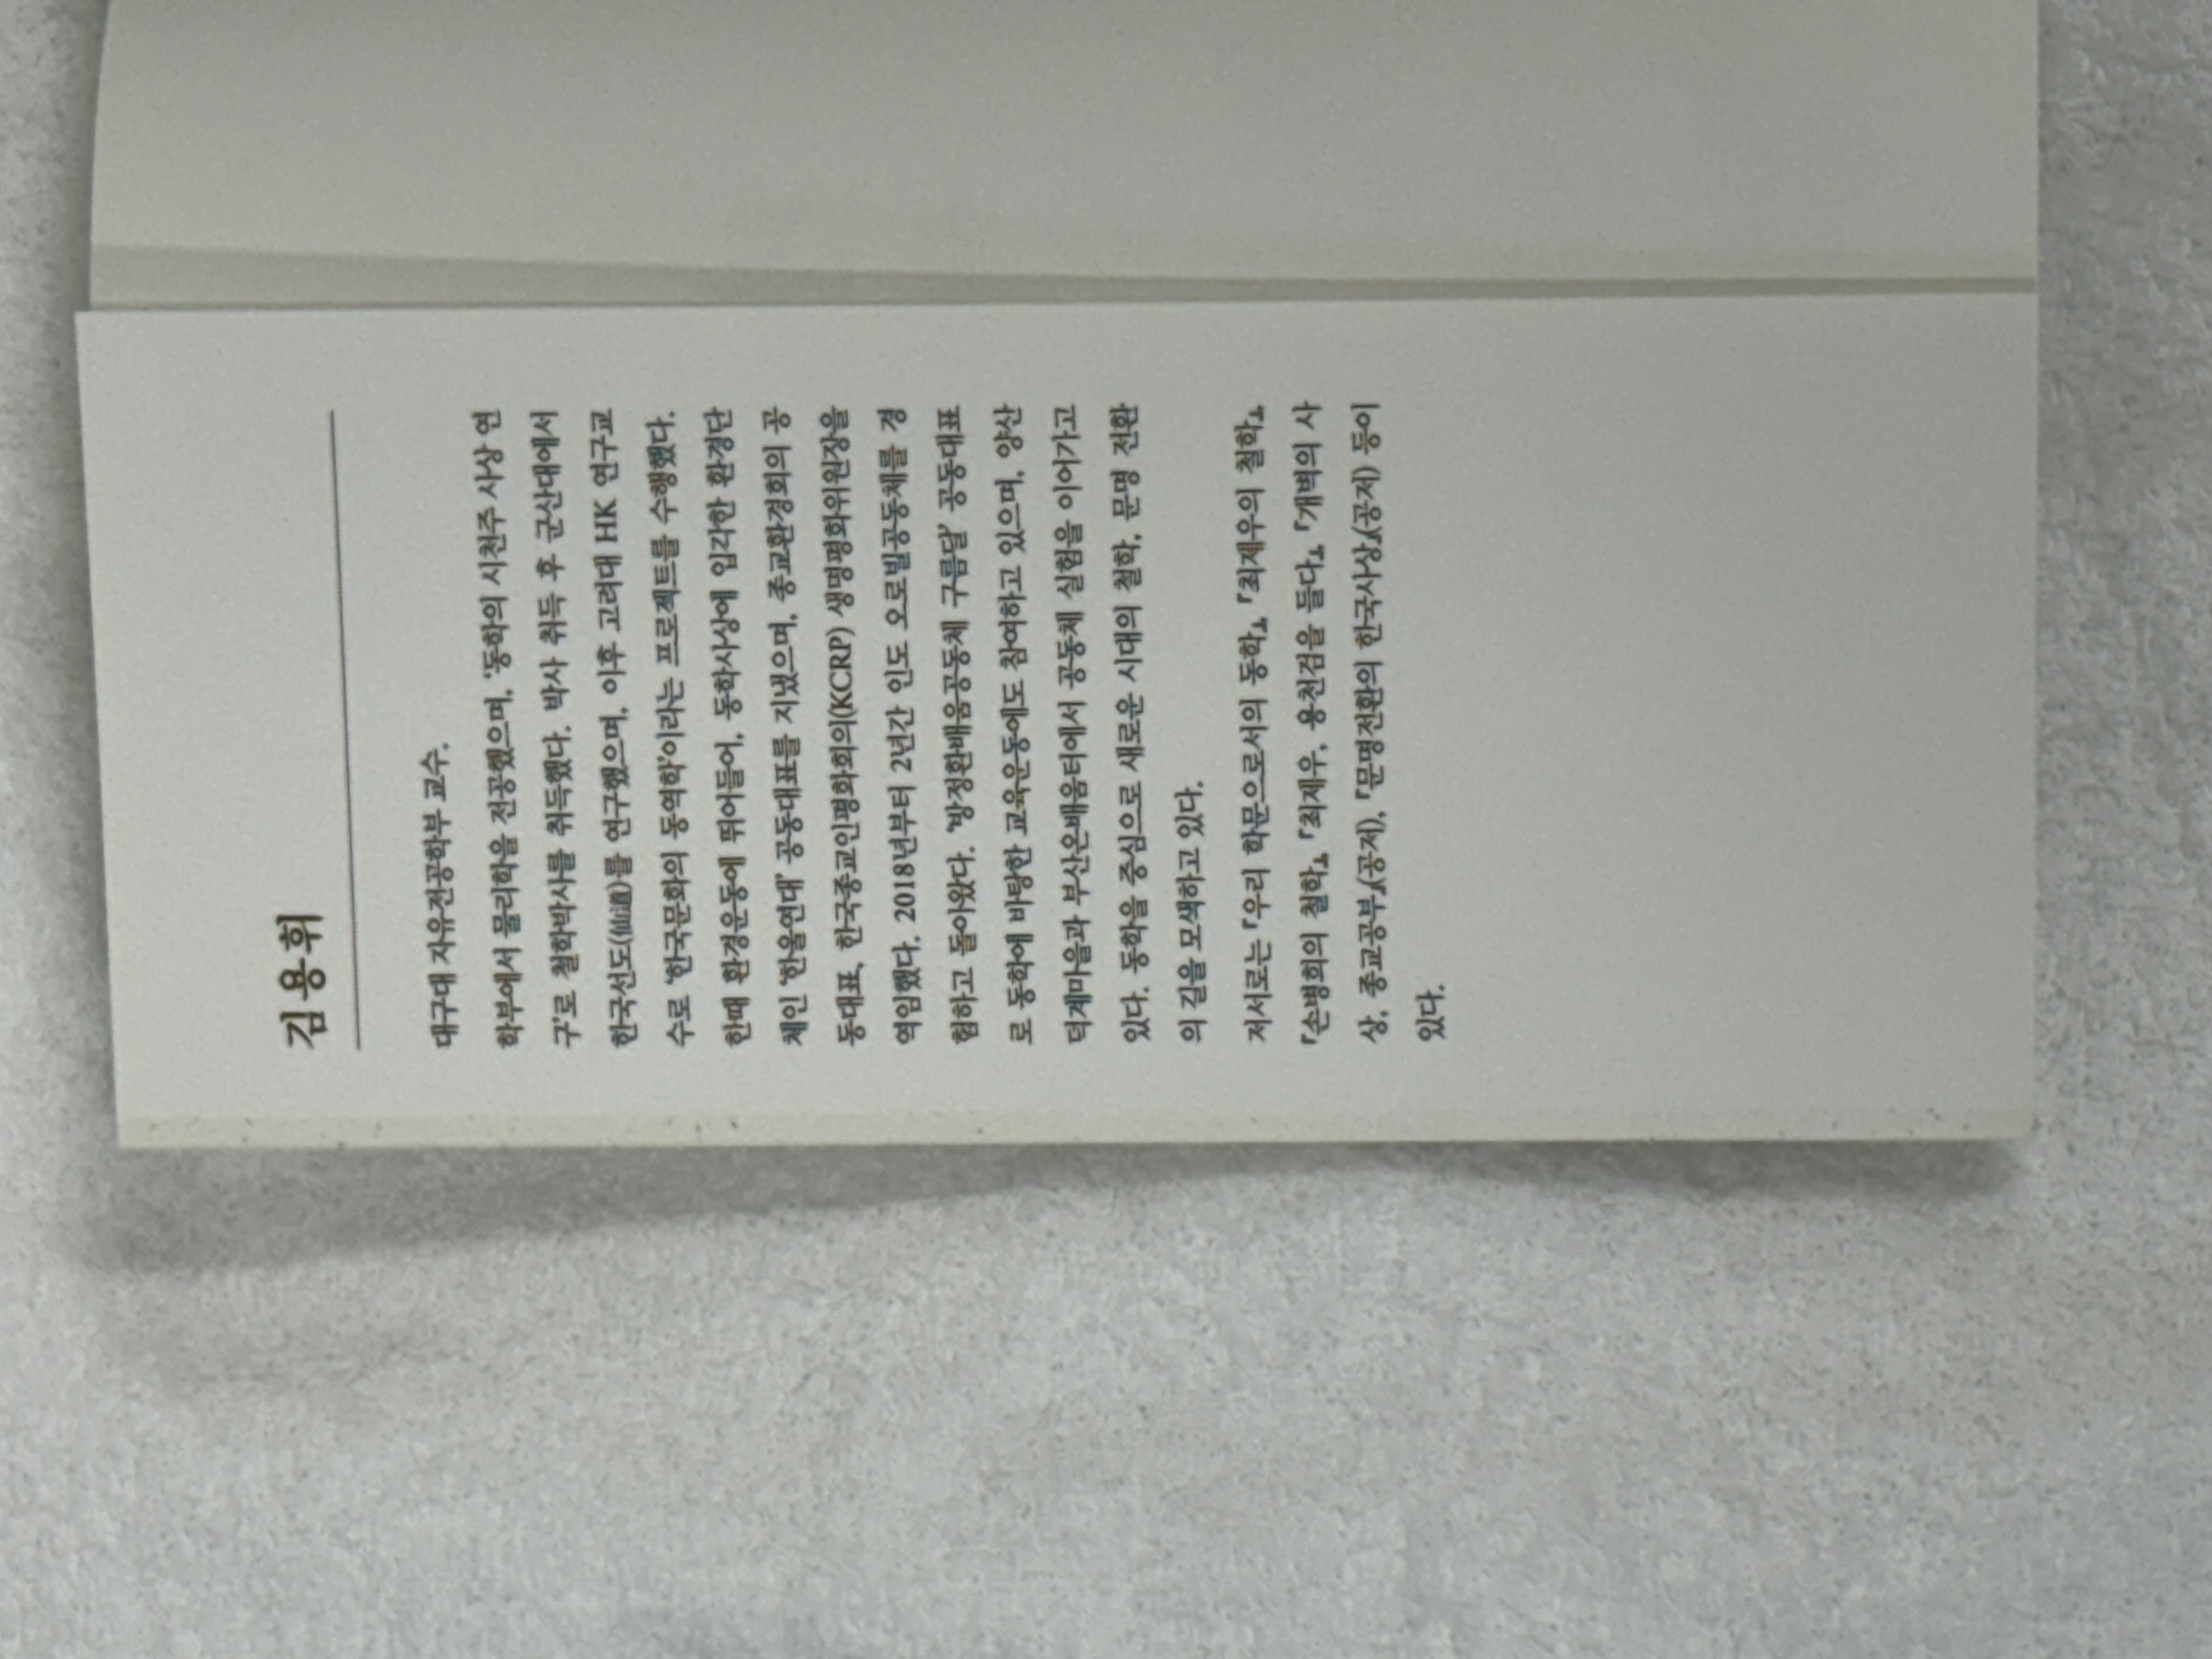 김용휘
대구대 자유전공학부 교수.
학부에서 물리학을 전공했으며, '동학의 시천주 사상 연
구'로 철학박사를 취득했다. 박사 취득 후 군산대에서
한국선도(仙道)를 연구했으며, 이후 고려대 HK 연구교
수로 '한국문화의 동역학'이라는 프로젝트를 수행했다.
한때 환경운동에 뛰어들어, 동학사상에 입각한 환경단
체인 '한울연대' 공동대표를 지냈으며, 종교환경회의 공
동대표, 한국종교인평화회의(KCRP) 생명평화위원장을
역임했다. 2018년부터 2년간 인도 오로빌공동체를 경
험하고 돌아왔다. '방정환배움공동체 구름달' 공동대표
로 동학에 바탕한 교육운동에도 참여하고 있으며, 양산
덕계마을과 부산온배움터에서 공동체 실험을 이어가고
있다. 동학을 중심으로 새로운 시대의 철학, 문명 전환
의 길을 모색하고 있다.
저서로는 『우리 학문으로서의 동학』, 『최제우의 철학』,
『손병희의 철학』, 『최제우, 용천검을 들다』, 『개벽의 사
상, 종교공부』(공저), 『문명전환의 한국사상』(공저) 등이
있다.